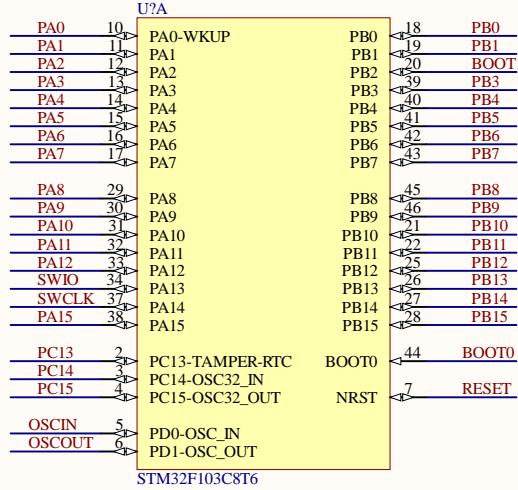 U?A
PA0 10 PA0-WKUP PB0 18 PB0
PA1 11 PA1 PB1 19 PB1
PA2 12 PA2 PB2 20 BOOT
PA3 13 PA3 PB3 39 PB3
PA4 14 PA4 PB4 40 PB4
PA5 15 PA5 PB5 41 PB5
PA6 16 PA6 PB6 42 PB6
PA7 17 PA7 PB7 43 PB7
PA8 29 PA8 PB8 45 PB8
PA9 30 PA9 PB9 46 PB9
PA10 31 PA10 PB10 21 PB10
PA11 32 PA11 PB11 22 PB11
PA12 33 PA12 PB12 25 PB12
SWIO 34 PA13 PB13 26 PB13
SWCLK 37 PA14 PB14 27 PB14
PA15 38 PA15 PB15 28 PB15
PC13 2 PC13-TAMPER-RTC BOOT0 44 BOOT0
PC14 3 PC14-OSC32_IN
PC15 4 PC15-OSC32_OUT NRST 7 RESET
OSCIN 5 PD0-OSC_IN
OSCOUT 6 PD1-OSC_OUT
STM32F103C8T6